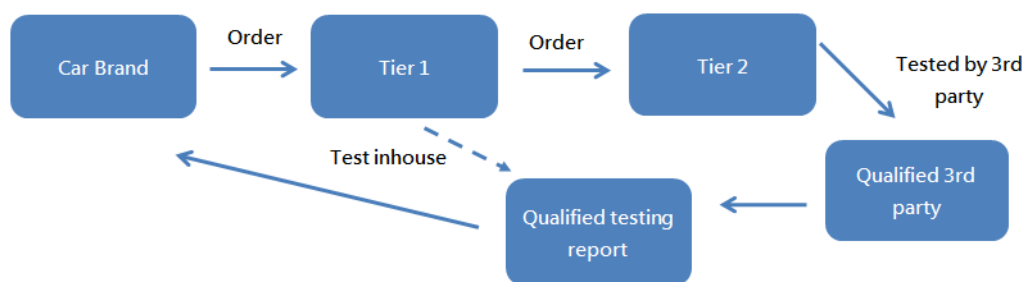 Order
Order
Car Brand
Tier 1
Tier 2
Tested by 3rd
party
Test inhouse
Qualified 3rd
party
Qualified testing
report